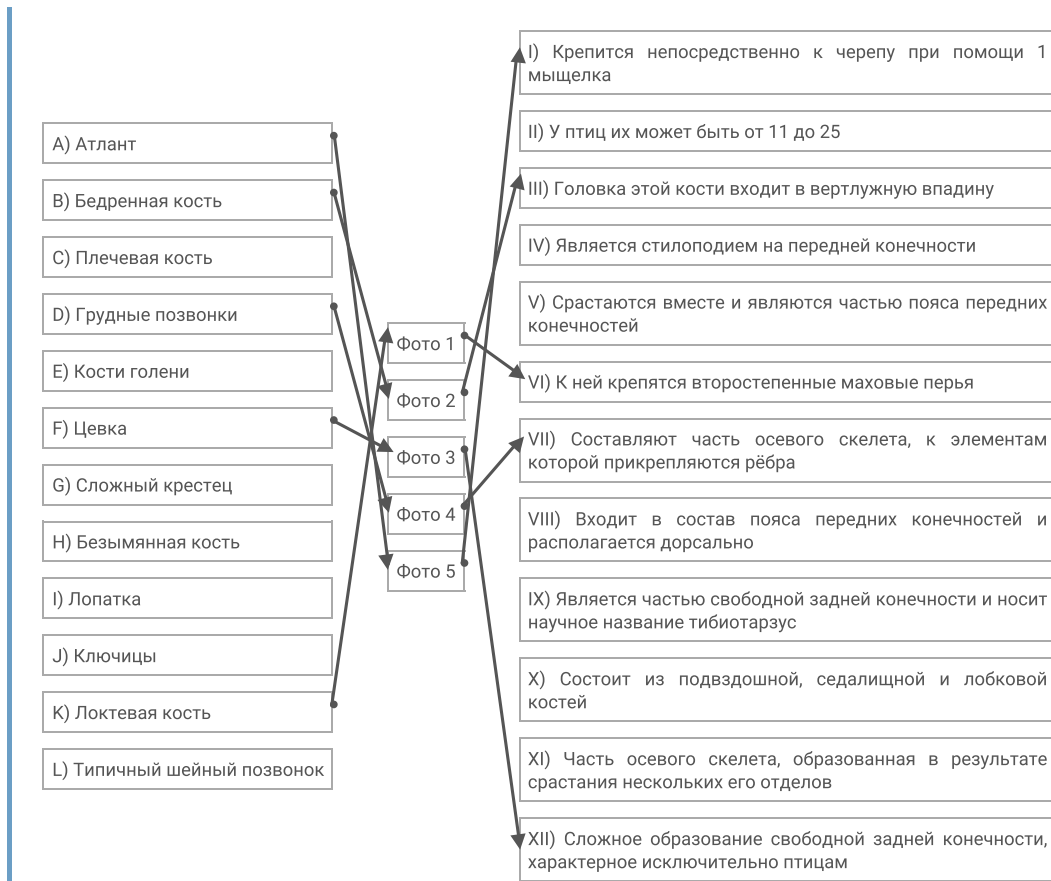 A) Атлант
B) Бедренная кость
C) Плечевая кость
D) Грудные позвонки
E) Кости голени
F) Цевка
G) Сложный крестец
H) Безымянная кость
I) Лопатка
J) Ключицы
K) Локтевая кость
L) Типичный шейный позвонок
Фото 1
Фото 2
Фото 3
Фото 4
Фото 5
I) Крепится непосредственно к черепу при помощи 1
мыщелка
II) У птиц их может быть от 11 до 25
III) Головка этой кости входит в вертлужную впадину
IV) Является стилоподием на передней конечности
V) Срастаются вместе и являются частью пояса передних
конечностей
VI) К ней крепятся второстепенные маховые перья
VII) Составляют часть осевого скелета, к элементам
которой прикрепляются рёбра
VIII) Входит в состав пояса передних конечностей и
располагается дорсально
IX) Является частью свободной задней конечности и носит
научное название тибиотарзус
X) Состоит из подвздошной, седалищной и лобковой
костей
XI) Часть осевого скелета, образованная в результате
срастания нескольких его отделов
XII) Сложное образование свободной задней конечности,
характерное исключительно птицам